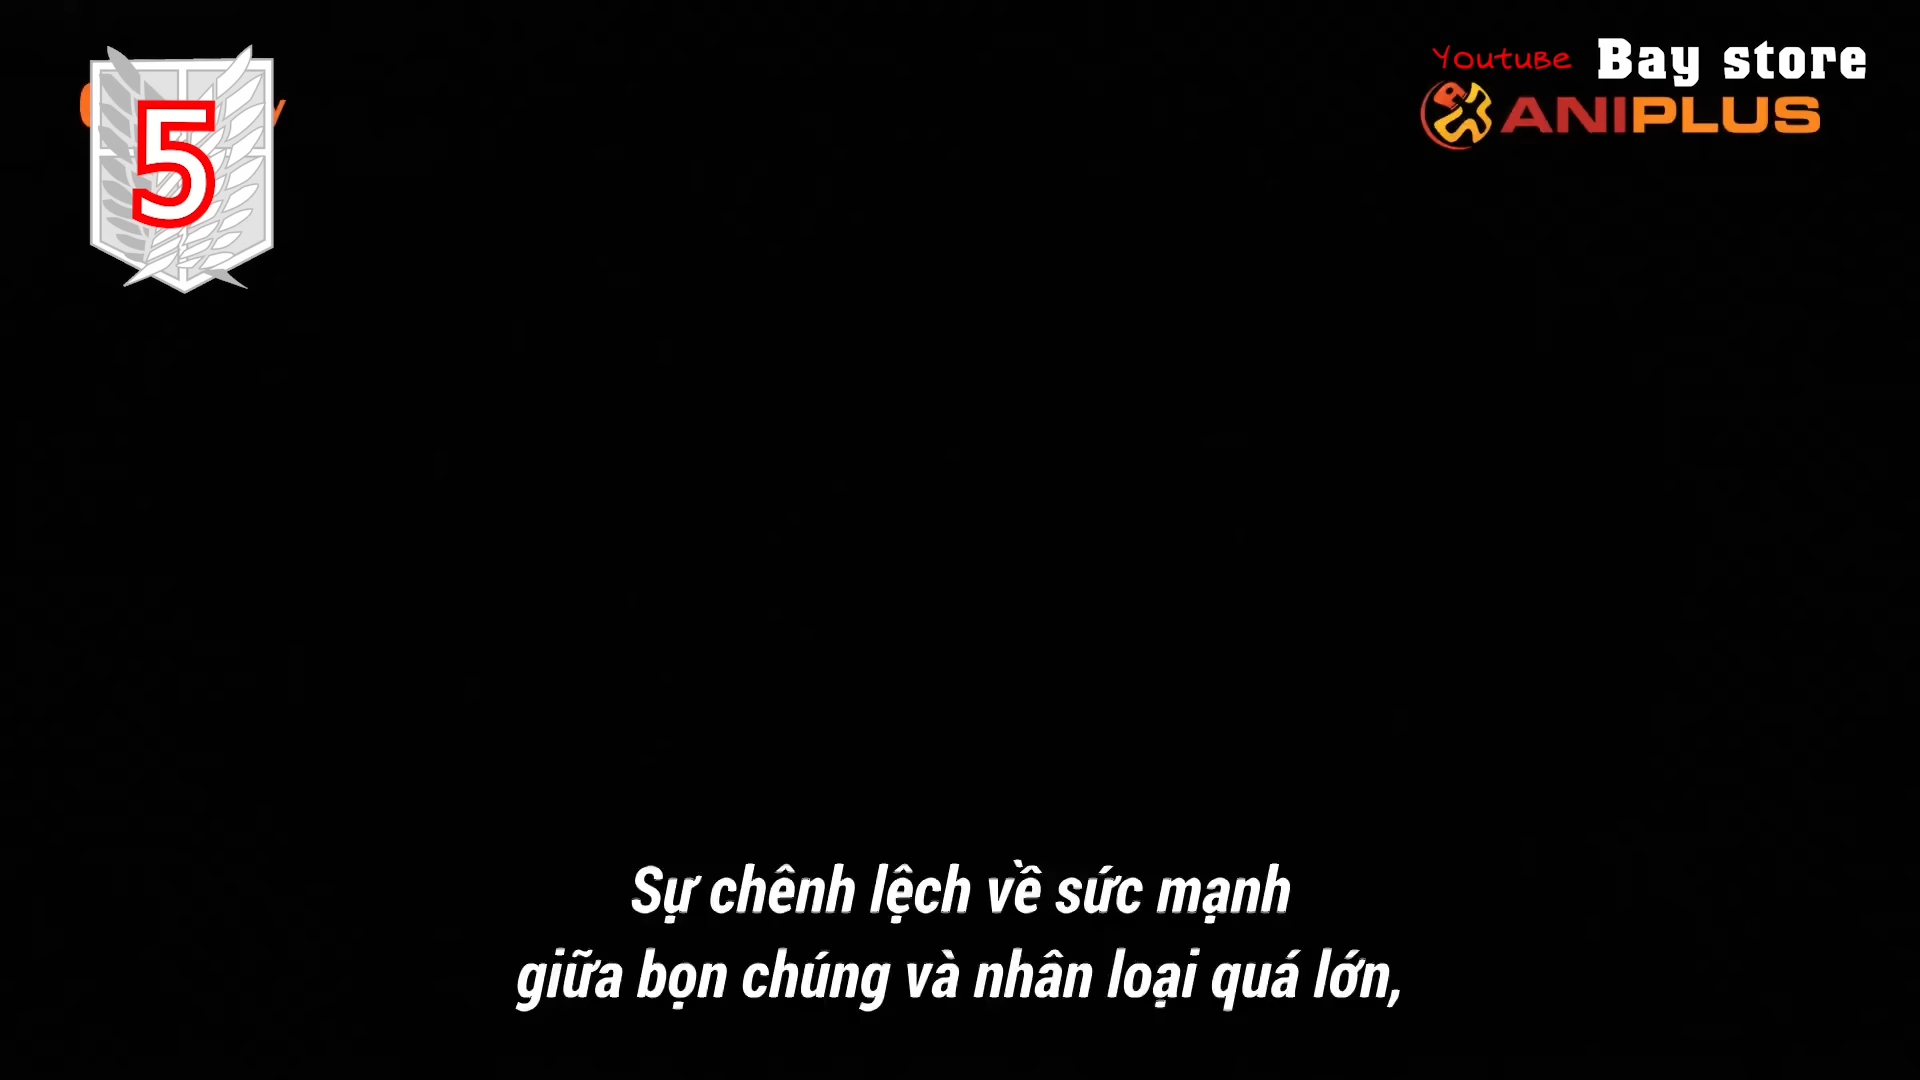 5
Youtube Bay store
ANIPLUS
Sự chênh lệch về sức mạnh
giữa bọn chúng và nhân loại quá lớn,